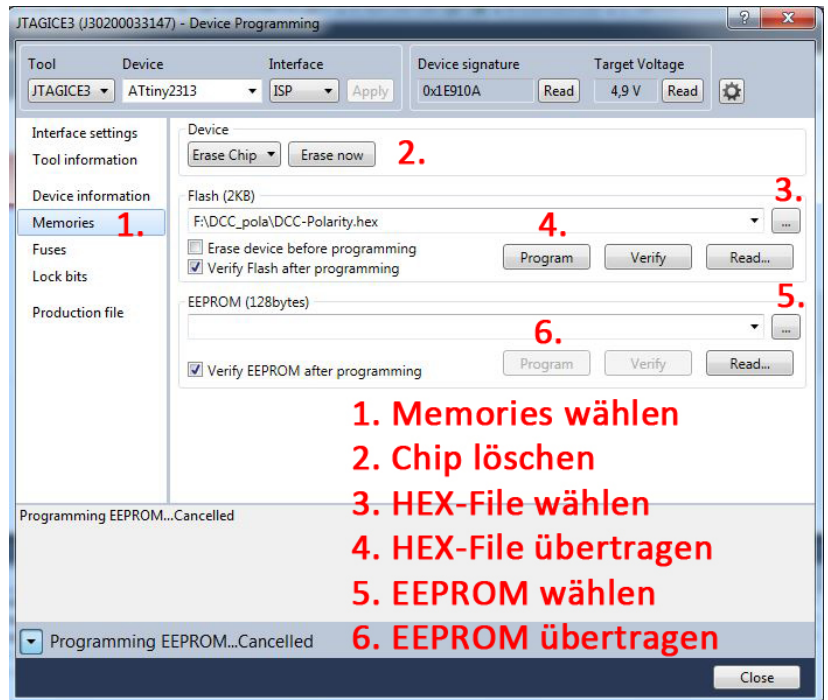 JTAGICE3 (J30200033147) - Device Programming
Tool Device Interface Device signature Target Voltage
JTAGICE3 ATtiny2313 ISP Apply 0x1E910A Read 4,9 V Read
Interface settings
Tool information
Device information
Memories 1.
Fuses
Lock bits
Production file
Device
Erase Chip Erase now 2.
Flash (2KB) 3.
F:\DCC_pola\DCC-Polarity.hex ...
Erase device before programming 4.
Verify Flash after programming Program Verify Read...
EEPROM (128bytes) 5.
...
6.
Verify EEPROM after programming Program Verify Read...
1. Memories wählen
2. Chip löschen
3. HEX-File wählen
4. HEX-File übertragen
5. EEPROM wählen
6. EEPROM übertragen
Programming EEPROM...Cancelled
Programming EEPROM...Cancelled
Close